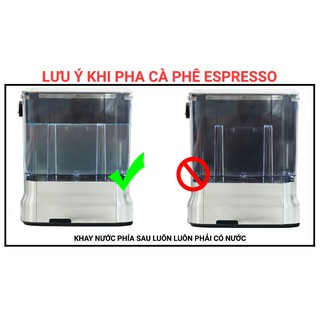 LƯU Ý KHI PHA CÀ PHÊ ESPRESSO
KHAY NƯỚC PHÍA SAU LUÔN LUÔN PHẢI CÓ NƯỚC